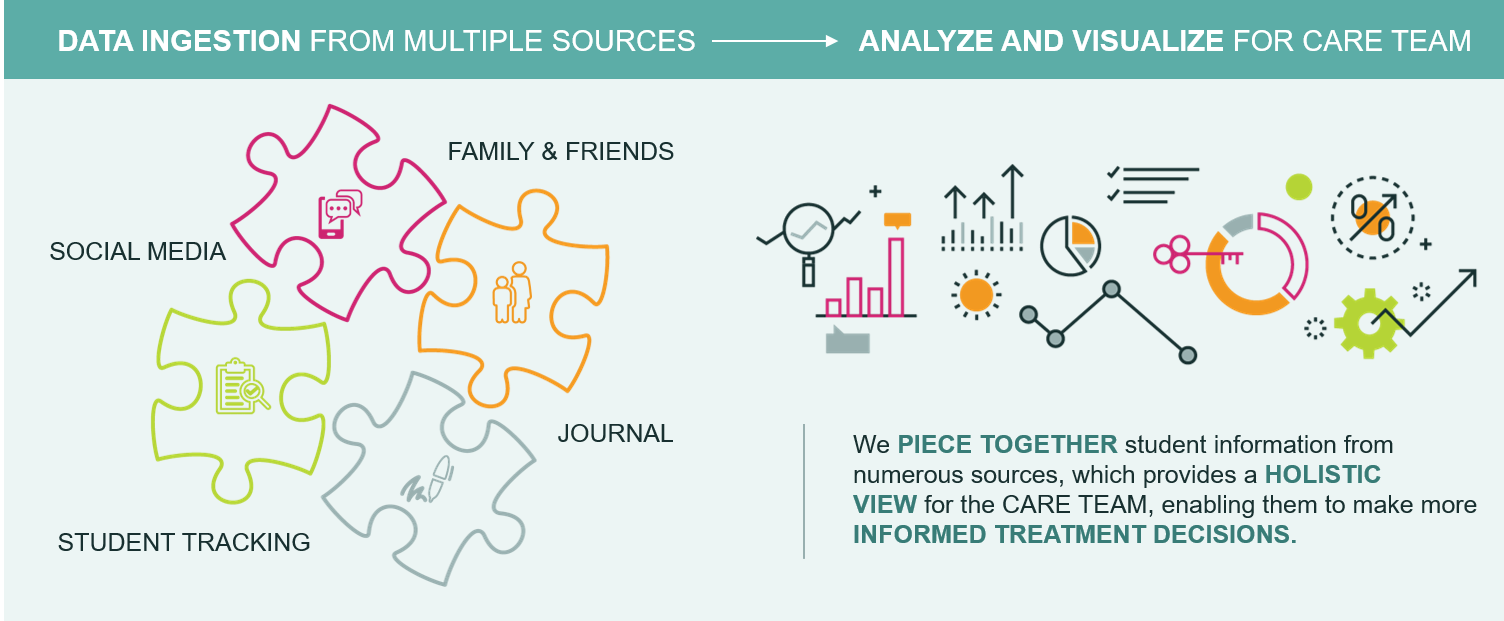 DATA INGESTION FROM MULTIPLE SOURCES
ANALYZE AND VISUALIZE FOR CARE TEAM
FAMILY & FRIENDS
SOCIAL MEDIA
JOURNAL
STUDENT TRACKING
We PIECE TOGETHER student information from
numerous sources, which provides a HOLISTIC
VIEW for the CARE TEAM, enabling them to make more
INFORMED TREATMENT DECISIONS.